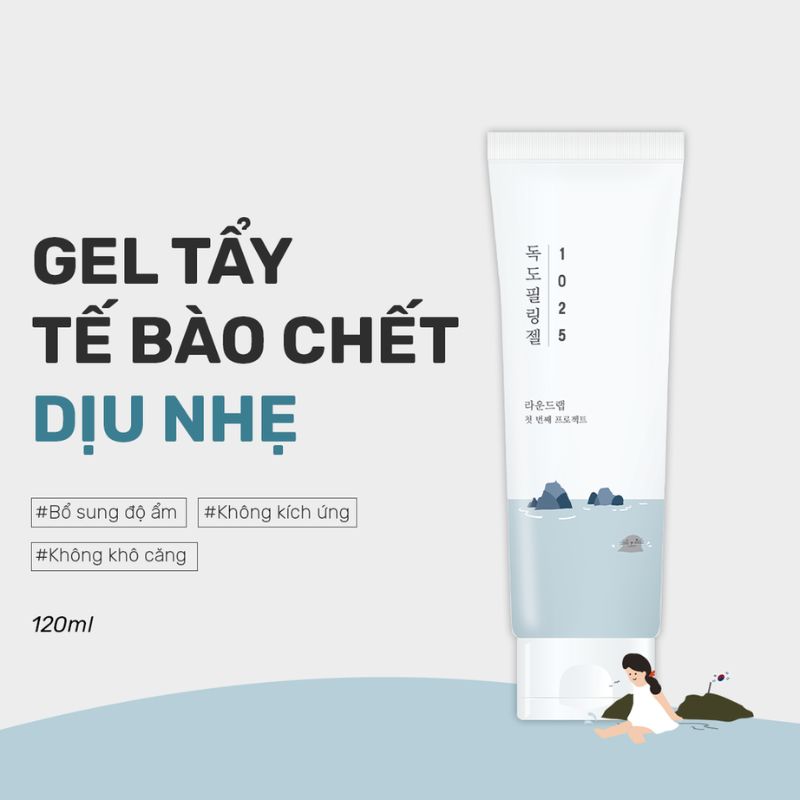 GEL TẨY
TẾ BÀO CHẾT
DỊU NHẸ
#Bổ sung độ ẩm
#Không kích ứng
#Không khô căng
120ml
독도필링젤
1025
라운드랩
첫 번째 프로젝트